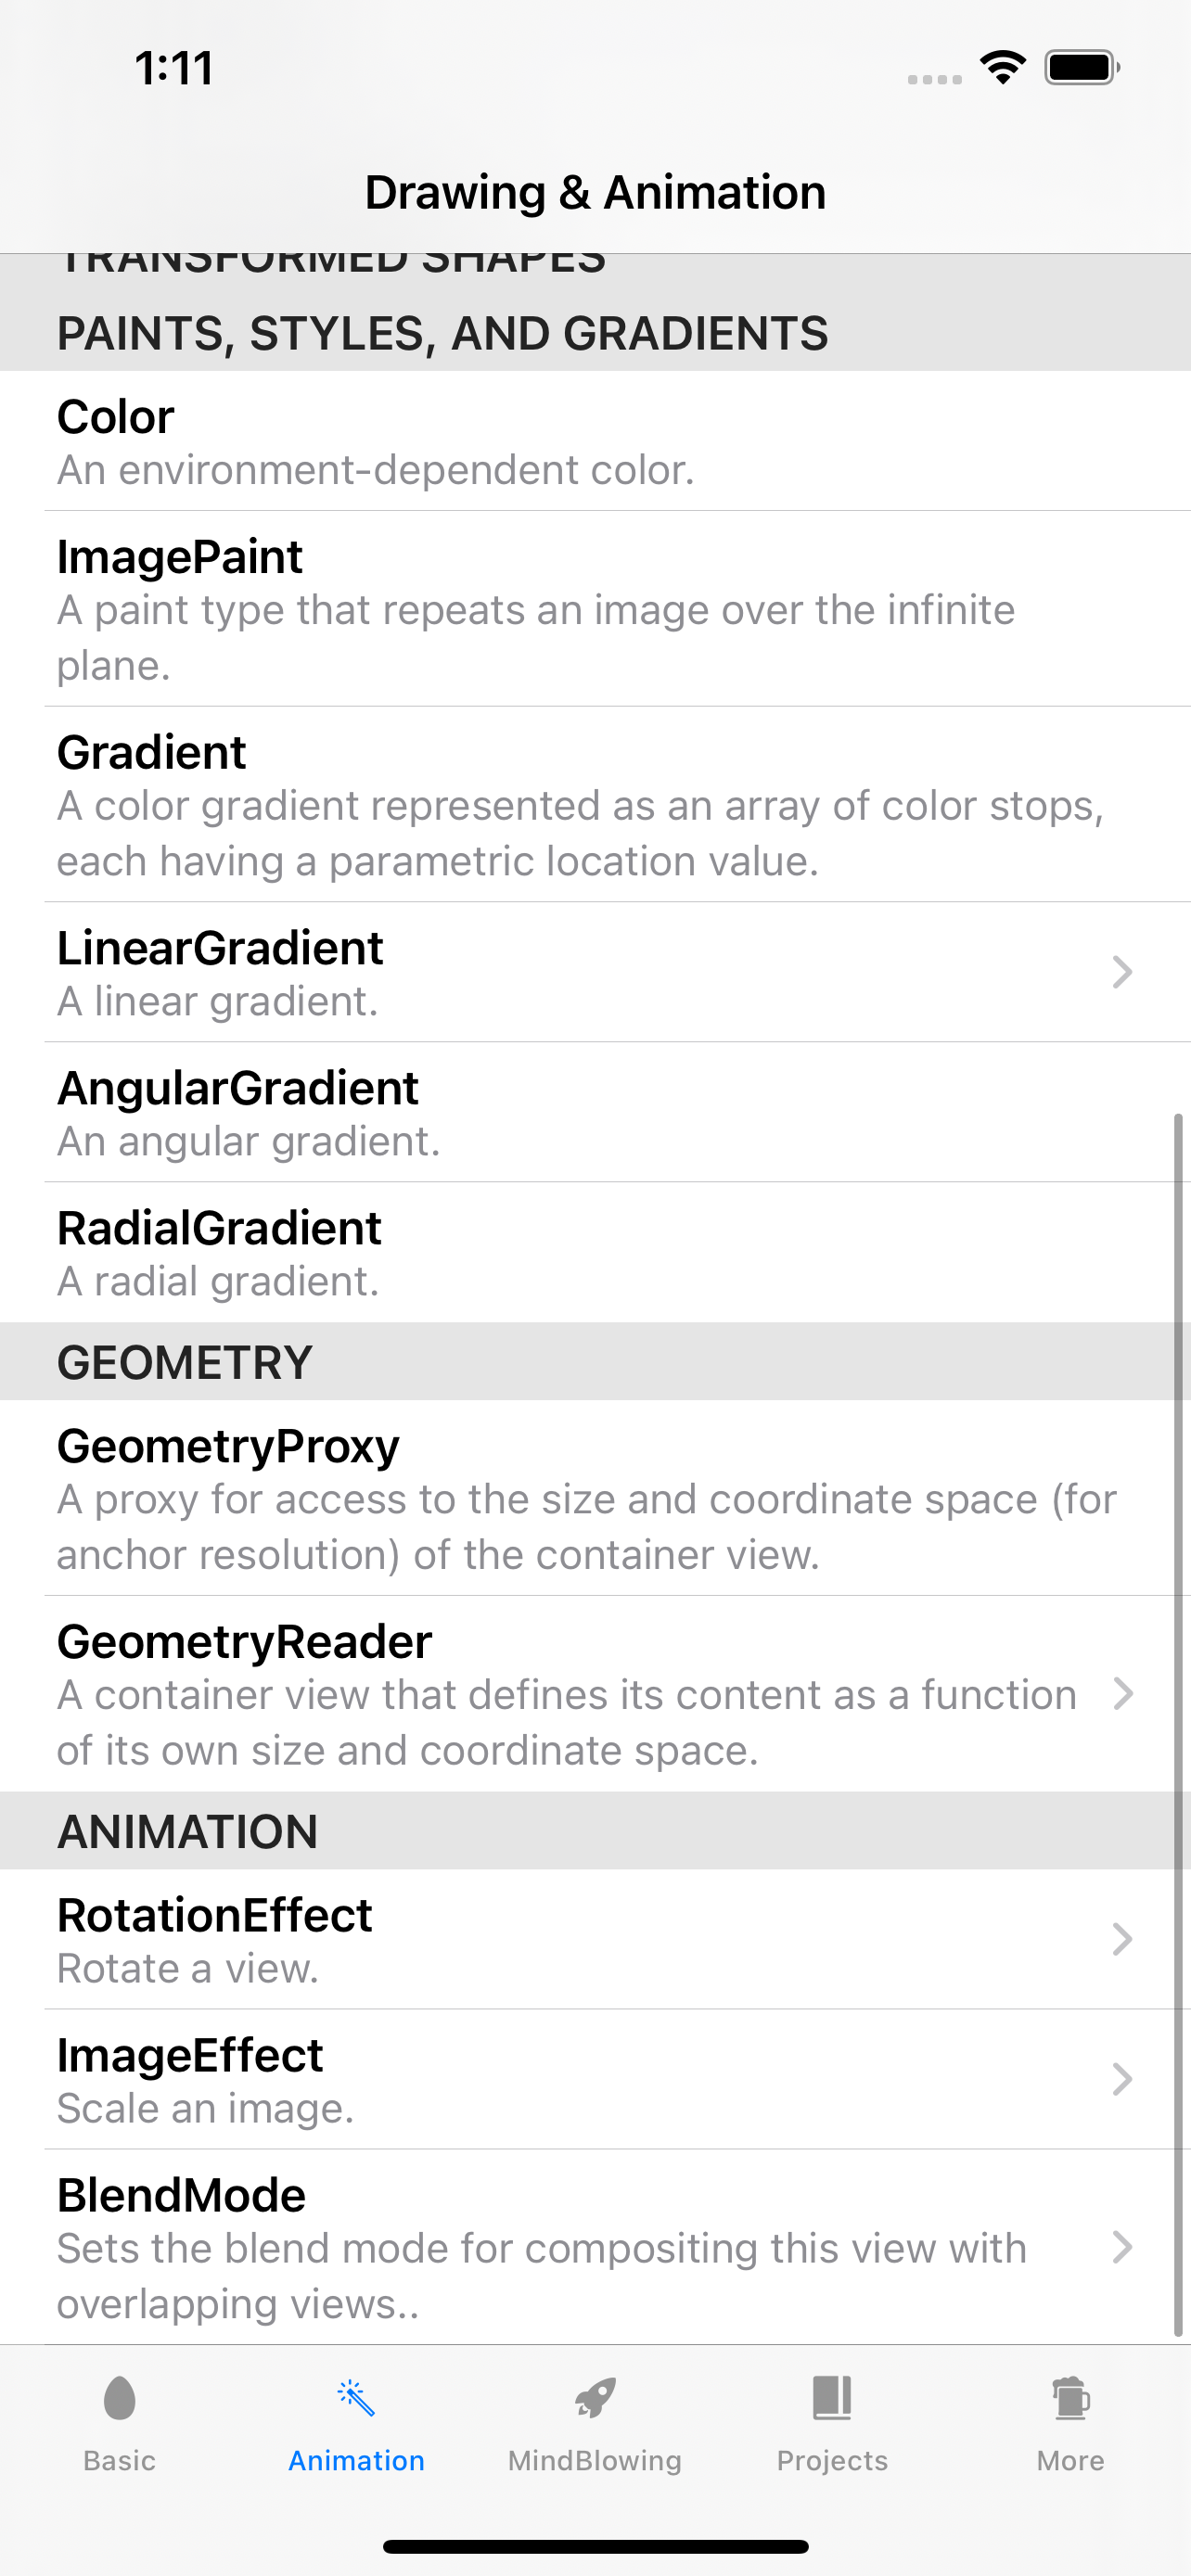 1:11
Drawing & Animation
TRANSFORMED SHAPES
PAINTS, STYLES, AND GRADIENTS
Color
An environment-dependent color.
ImagePaint
A paint type that repeats an image over the infinite
plane.
Gradient
A color gradient represented as an array of color stops,
each having a parametric location value.
LinearGradient
A linear gradient.
AngularGradient
An angular gradient.
RadialGradient
A radial gradient.
GEOMETRY
GeometryProxy
A proxy for access to the size and coordinate space (for
anchor resolution) of the container view.
GeometryReader
A container view that defines its content as a function
of its own size and coordinate space.
ANIMATION
RotationEffect
Rotate a view.
ImageEffect
Scale an image.
BlendMode
Sets the blend mode for compositing this view with
overlapping views..
Basic
Animation
MindBlowing
Projects
More